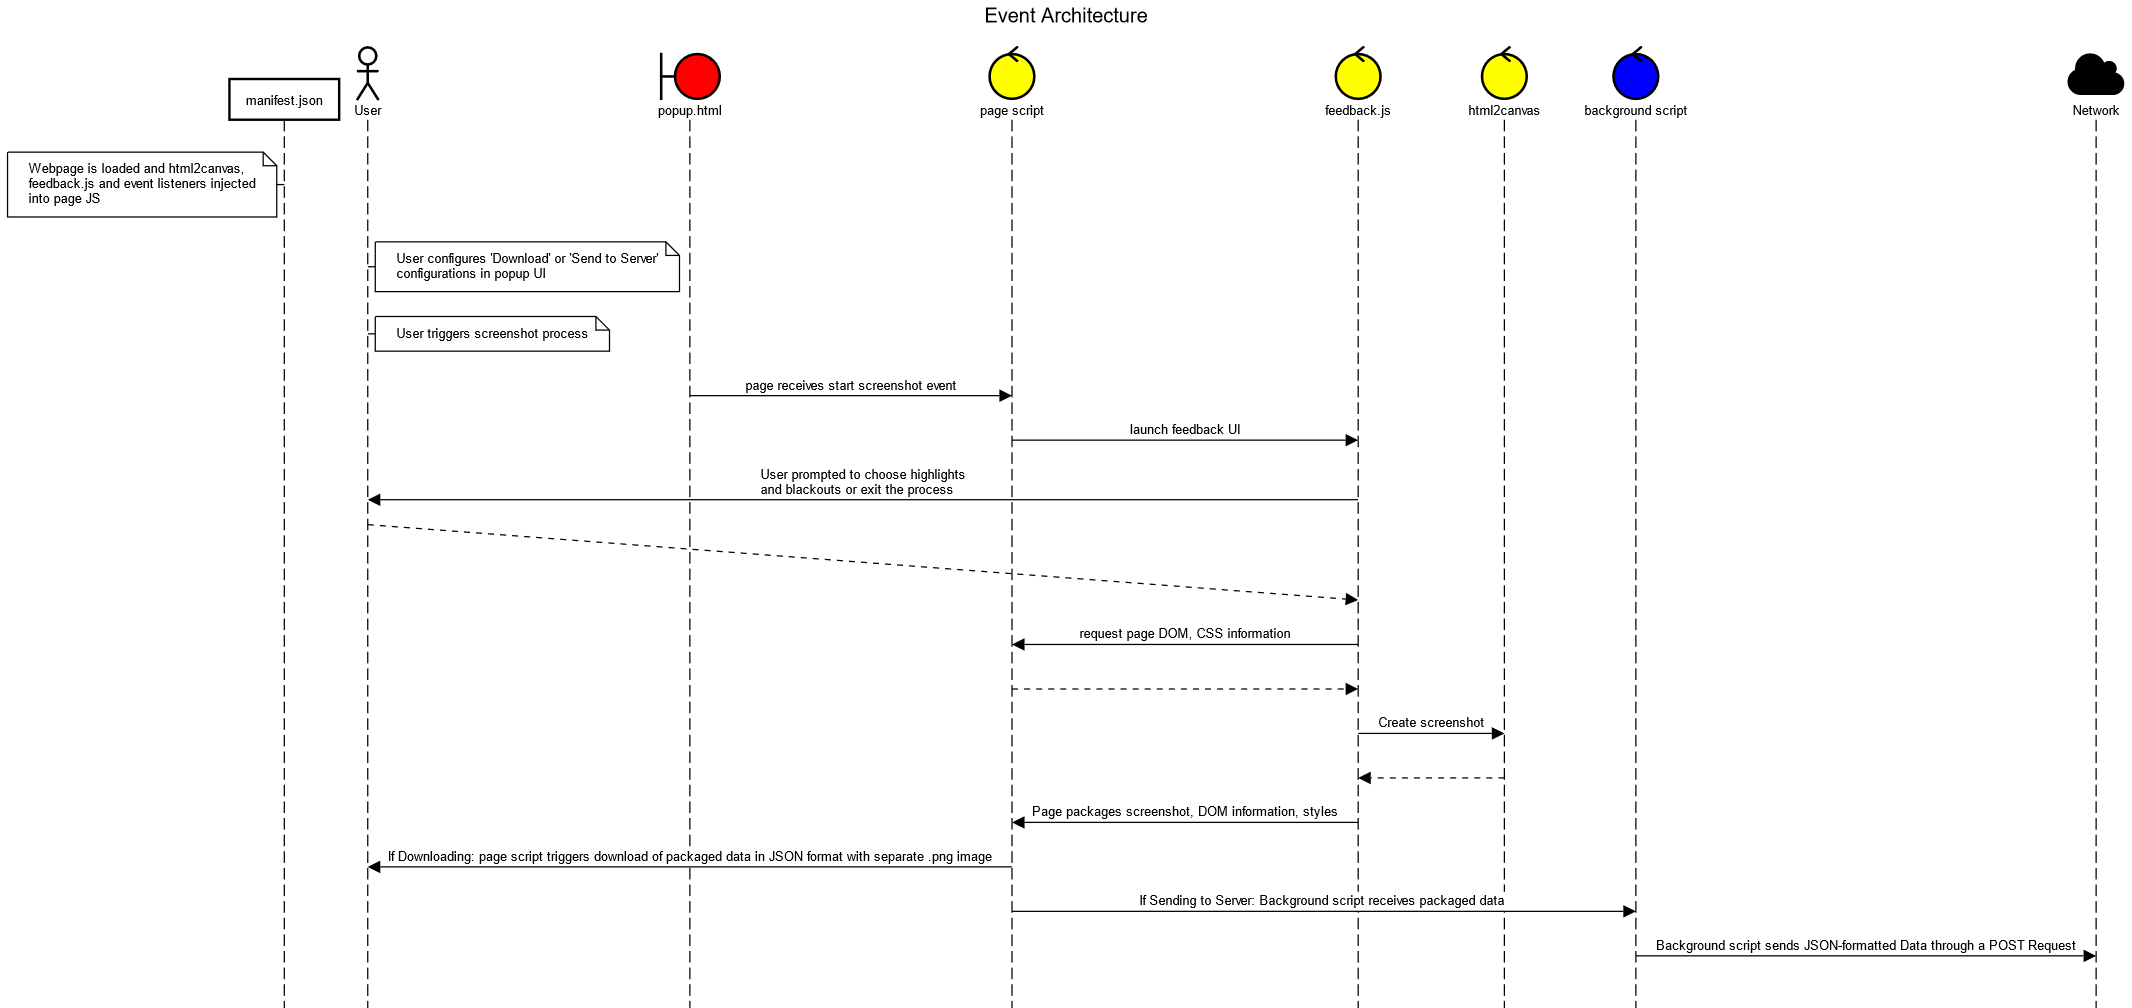 Event Architecture
manifest.json
User
popup.html
page script
feedback.js
html2canvas
background script
Network
Webpage is loaded and html2canvas,
feedback.js and event listeners injected
into page JS
User configures 'Download' or 'Send to Server'
configurations in popup UI
User triggers screenshot process
page receives start screenshot event
launch feedback UI
User prompted to choose highlights
and blackouts or exit the process
request page DOM, CSS information
Create screenshot
Page packages screenshot, DOM information, styles
If Downloading: page script triggers download of packaged data in JSON format with separate .png image
If Sending to Server: Background script receives packaged data
Background script sends JSON-formatted Data through a POST Request